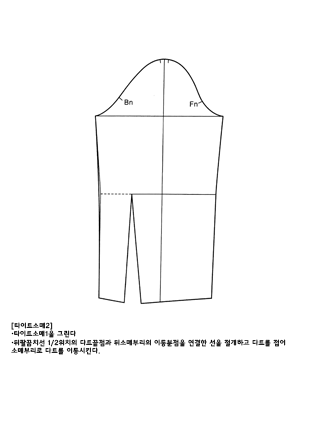 Bn
Fn
[타이트소매2]
·타이트소매1을 그린다
·뒤팔꿈치선 1/2위치의 다트끝점과 뒤소매부리의 이등분점을 연결한 선을 절개하고 다트를 접어
소매부리로 다트를 이동시킨다.